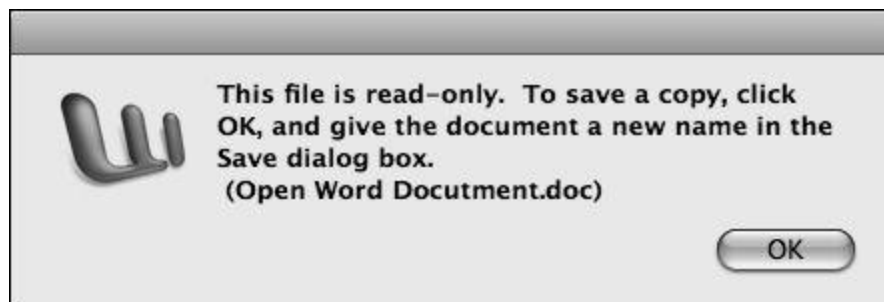 This file is read-only.  To save a copy, click
OK, and give the document a new name in the
Save dialog box.
(Open Word Docutment.doc)
OK